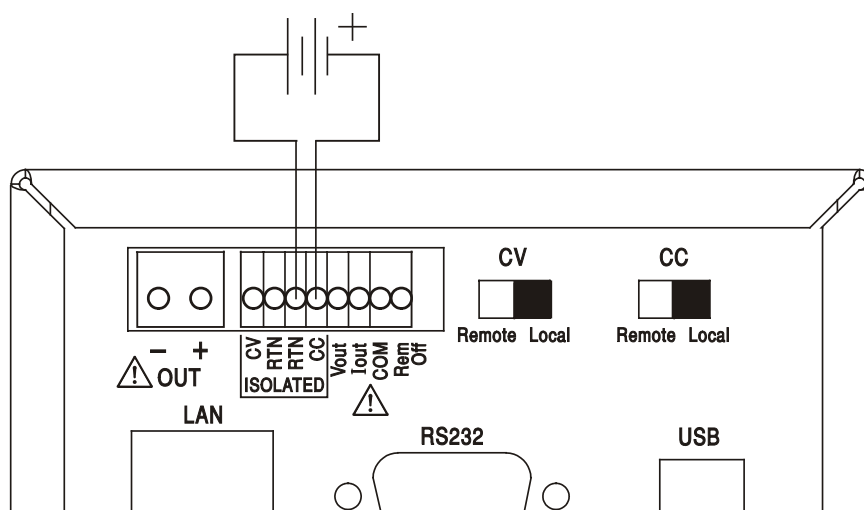 +
CV CC
Remote Local Remote Local
− +
OUT
CV
RTN
RTN
CC
Vout
Iout
COM
Rem
Off
ISOLATED
LAN
RS232
USB